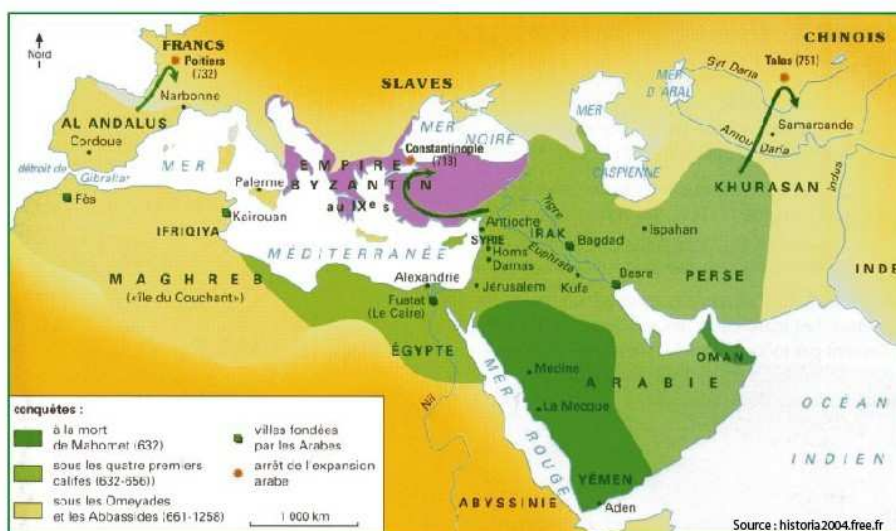 Nord
FRANCS
Poitiers
(732)
Narbonne
AL ANDALUS
Cordoue
détroit de
Gibraltar
MER
Fès
SLAVES
MER
NOIRE
Constantinople
(718)
EMPIRE
BYZANTIN
au IXe s
Palerme
Kairouan
IFRIQIYA
MÉDITERRANÉE
MAGHREB
(«île du Couchant»)
Alexandrie
Fustat
(Le Caire)
ÉGYPTE
Nil
CHINOIS
Talas (751)
Syr Daria
MER
D'ARAL
Samarcande
Amou Daria
MER
CASPIENNE
KHURASAN
Indus
INDE
Antioche
Tigre
SYRIE
IRAK
Homs
Damas
Bagdad
Ispahan
Euphrate
Jérusalem
Kufa
Basra
PERSE
OMAN
Médine
ARABIE
La Mecque
MER ROUGE
YÉMEN
Aden
ABYSSINIE
OCÉAN
INDIEN
conquêtes :
à la mort
de Mahomet (632)
sous les quatre premiers
califes (632-656))
sous les Omeyades
et les Abbassides (661-1258)
villes fondées
par les Arabes
arrêt de l'expansion
arabe
1 000 km
Source : historia2004.free.fr